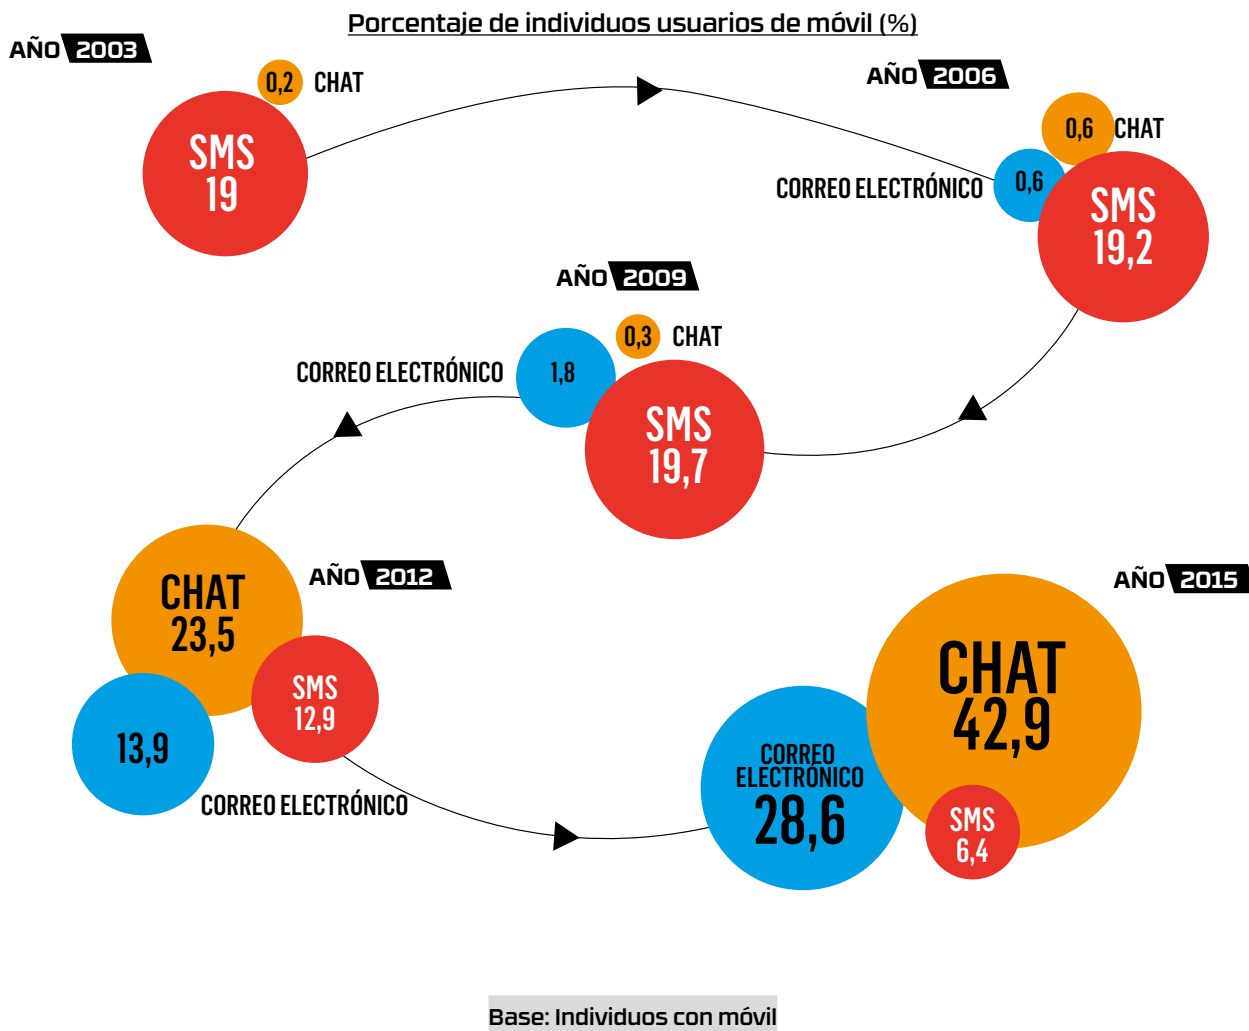 Porcentaje de individuos usuarios de móvil (%)
AÑO 2003
0,2 CHAT
SMS
19
AÑO 2006
0,6 CHAT
CORREO ELECTRÓNICO 0,6
SMS
19,2
AÑO 2009
0,3 CHAT
CORREO ELECTRÓNICO 1,8
SMS
19,7
AÑO 2012
CHAT
23,5
SMS
12,9
13,9
CORREO ELECTRÓNICO
AÑO 2015
CHAT
42,9
CORREO
ELECTRÓNICO
28,6
SMS
6,4
Base: Individuos con móvil